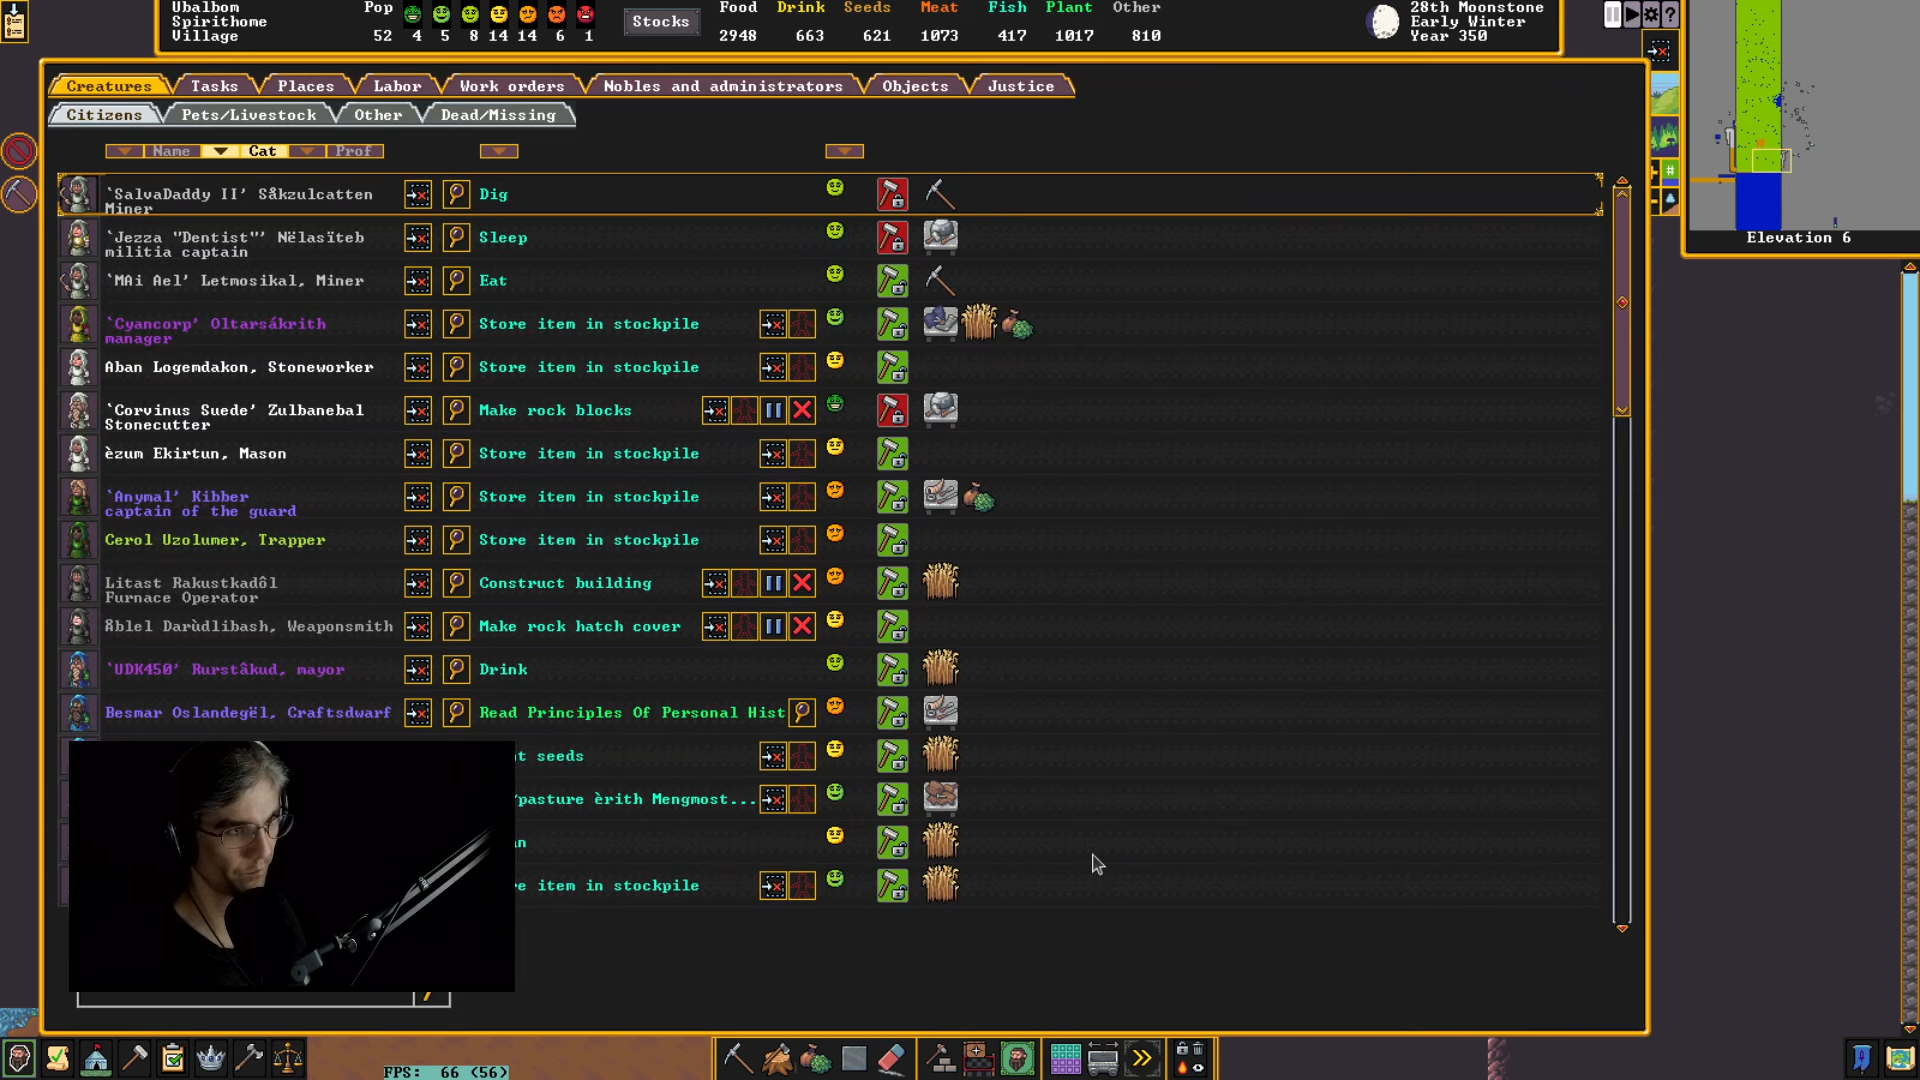 Ubalbom
Spirithome
Village
Pop
52 4 5 8 14 14 6 1
Stocks
Food Drink Seeds Meat Fish Plant Other
2948 663 621 1073 417 1017 810
28th Moonstone
Early Winter
Year 350
Elevation 6
Creatures Tasks Places Labor Work orders Nobles and administrators Objects Justice
Citizens Pets/Livestock Other Dead/Missing
Name Cat Prof
`SalvaDaddy II' Såkzulcatten
Miner
Dig
`Jezza "Dentist"' Nëlasïteb
militia captain
Sleep
`MAi Ael' Letmosikal, Miner
Eat
`Cyancorp' Oltarsákrith
manager
Store item in stockpile
Aban Logemdakon, Stoneworker
Store item in stockpile
`Corvinus Suede' Zulbanebal
Stonecutter
Make rock blocks
èzum Ekirtun, Mason
Store item in stockpile
`Anymal' Kibber
captain of the guard
Store item in stockpile
Cerol Uzolumer, Trapper
Store item in stockpile
Litast Rakustkadôl
Furnace Operator
Construct building
Åblel Darùdlibash, Weaponsmith
Make rock hatch cover
`UDK450' Rurstâkud, mayor
Drink
Besmar Oslandegël, Craftsdwarf
Read Principles Of Personal Hist
t seeds
/pasture èrith Mengmost...
n
e item in stockpile
FPS: 66 (56)